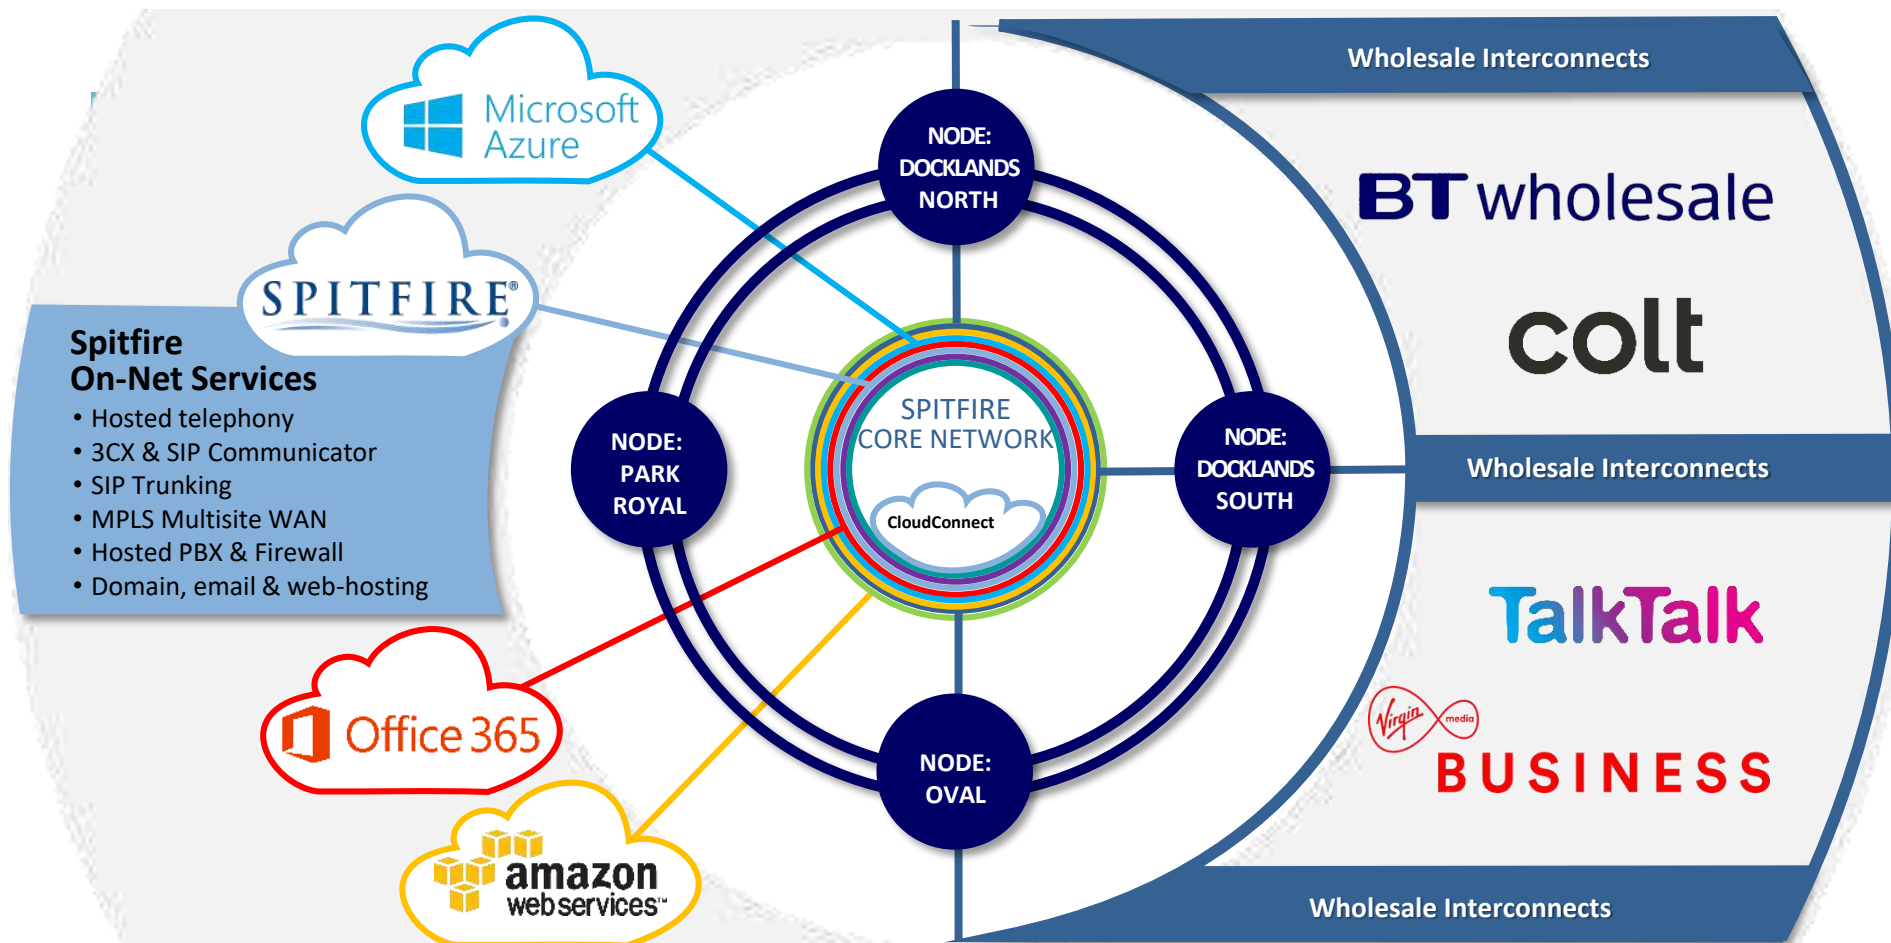 Wholesale Interconnects
Microsoft
Azure
NODE:
DOCKLANDS
NORTH
BT wholesale
SPITFIRE®
colt
Spitfire
On-Net Services
• Hosted telephony
• 3CX & SIP Communicator
• SIP Trunking
• MPLS Multisite WAN
• Hosted PBX & Firewall
• Domain, email & web-hosting
NODE:
PARK
ROYAL
SPITFIRE
CORE NETWORK
CloudConnect
NODE:
DOCKLANDS
SOUTH
Wholesale Interconnects
TalkTalk
Virgin media
BUSINESS
Office 365
NODE:
OVAL
amazon
webservices™
Wholesale Interconnects